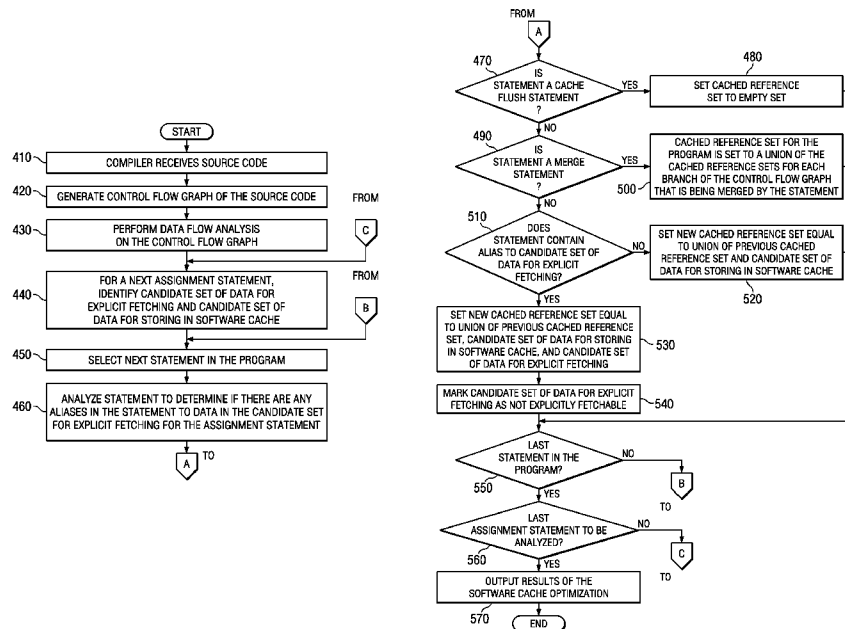 START
410
COMPILER RECEIVES SOURCE CODE
420
GENERATE CONTROL FLOW GRAPH OF THE SOURCE CODE
430
PERFORM DATA FLOW ANALYSIS
ON THE CONTROL FLOW GRAPH
FROM
C
440
FOR A NEXT ASSIGNMENT STATEMENT,
IDENTIFY CANDIDATE SET OF DATA FOR
EXPLICIT FETCHING AND CANDIDATE SET OF
DATA FOR STORING IN SOFTWARE CACHE
FROM
B
450
SELECT NEXT STATEMENT IN THE PROGRAM
460
ANALYZE STATEMENT TO DETERMINE IF THERE ARE ANY
ALIASES IN THE STATEMENT TO DATA IN THE CANDIDATE SET
FOR EXPLICIT FETCHING FOR THE ASSIGNMENT STATEMENT
TO
A
FROM
A
470
IS
STATEMENT A CACHE
FLUSH STATEMENT
?
YES
480
SET CACHED REFERENCE
SET TO EMPTY SET
NO
490
IS
STATEMENT A MERGE
STATEMENT
?
YES
500
CACHED REFERENCE SET FOR THE
PROGRAM IS SET TO A UNION OF THE
CACHED REFERENCE SETS FOR EACH
BRANCH OF THE CONTROL FLOW GRAPH
THAT IS BEING MERGED BY THE STATEMENT
NO
510
DOES
STATEMENT CONTAIN
ALIAS TO CANDIDATE SET OF
DATA FOR EXPLICIT
FETCHING?
NO
SET NEW CACHED REFERENCE SET EQUAL
TO UNION OF PREVIOUS CACHED
REFERENCE SET AND CANDIDATE SET OF
DATA FOR STORING IN SOFTWARE CACHE
520
YES
SET NEW CACHED REFERENCE SET EQUAL
TO UNION OF PREVIOUS CACHED REFERENCE
SET, CANDIDATE SET OF DATA FOR STORING
IN SOFTWARE CACHE, AND CANDIDATE SET
OF DATA FOR EXPLICIT FETCHING
530
MARK CANDIDATE SET OF DATA FOR EXPLICIT
FETCHING AS NOT EXPLICITLY FETCHABLE
540
LAST
STATEMENT IN THE
PROGRAM?
550
NO
B
TO
YES
LAST
ASSIGNMENT STATEMENT TO BE
ANALYZED?
560
NO
C
TO
YES
OUTPUT RESULTS OF THE
SOFTWARE CACHE OPTIMIZATION
570
END